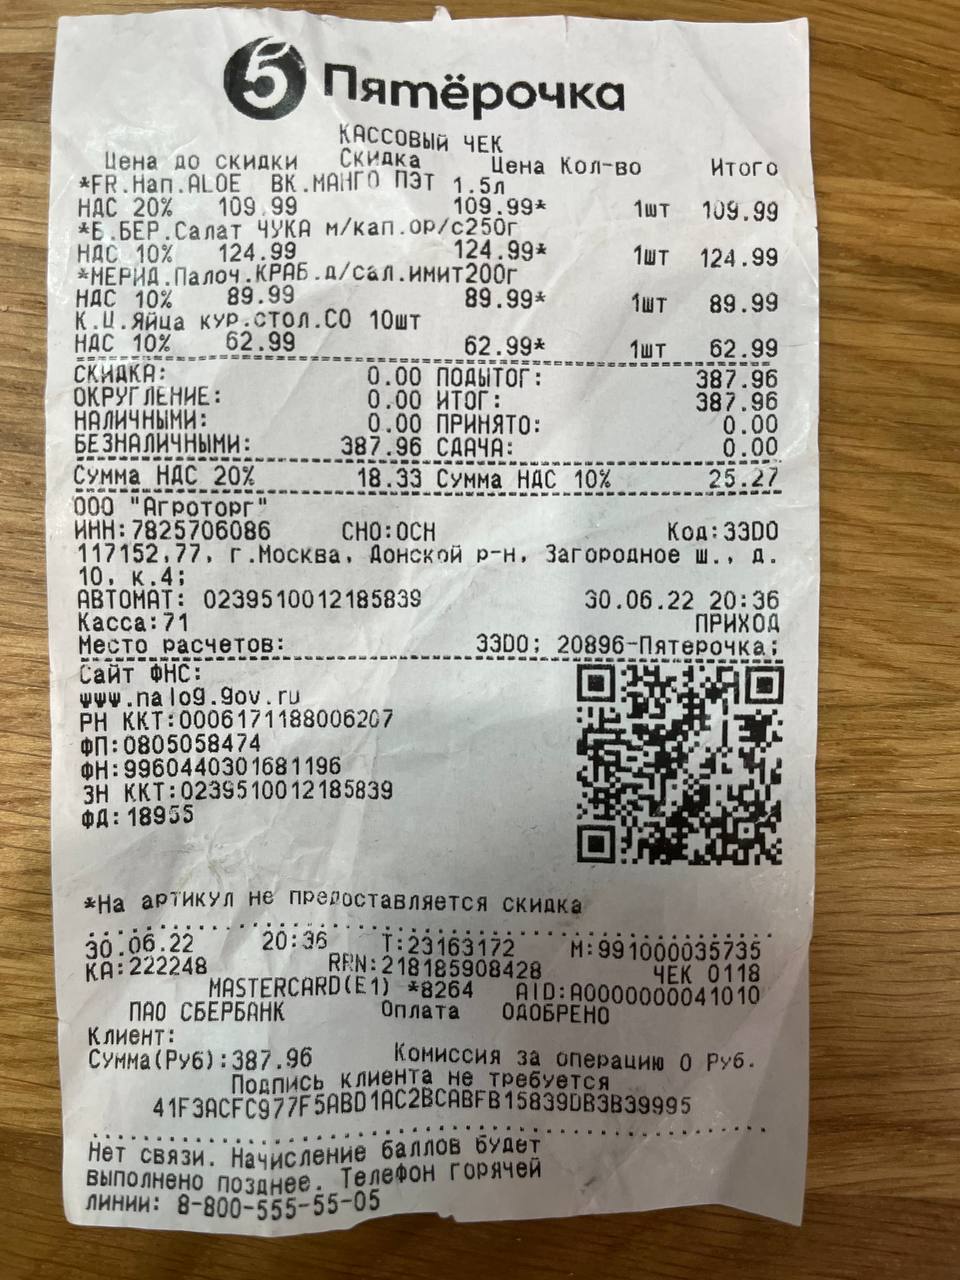 5 Пятёрочка
КАССОВЫЙ ЧЕК
Цена до скидки Скидка Цена Кол-во Итого
*FR.Нап.ALOE ВК.МАНГО ПЭТ 1.5л
НДС 20% 109.99 109.99* 1шт 109.99
*Б.БЕР.Салат ЧУКА м/кап.ор/с250г
НДС 10% 124.99 124.99* 1шт 124.99
*МЕРИД.Палоч.КРАБ.д/сал.имит200г
НДС 10% 89.99 89.99* 1шт 89.99
К.Ц.Яйца кур.стол.СО 10шт
НДС 10% 62.99 62.99* 1шт 62.99
СКИДКА: 0.00 ПОДЫТОГ: 387.96
ОКРУГЛЕНИЕ: 0.00 ИТОГ: 387.96
НАЛИЧНЫМИ: 0.00 ПРИНЯТО: 0.00
БЕЗНАЛИЧНЫМИ: 387.96 СДАЧА: 0.00
Сумма НДС 20% 18.33 Сумма НДС 10% 25.27
ООО "Агроторг"
ИНН:7825706086 СНО:ОСН Код:33DO
117152,77, г.Москва, Донской р-н, Загородное ш., д.
10, к.4;
АВТОМАТ: 0239510012185839 30.06.22 20:36
Касса:71 ПРИХОД
Место расчетов: 33DO; 20896-Пятерочка;
Сайт ФНС:
www.nalog.gov.ru
РН ККТ:0006171188006207
ФП:0805058474
ФН:9960440301681196
ЗН ККТ:0239510012185839
ФД:18955
*На артикул не предоставляется скидка
30.06.22 20:36 Т:23163172 М:991000035735
КА:222248 RRN:218185908428 ЧЕК 0118
MASTERCARD(E1) *8264 AID:A0000000041010
ПАО СБЕРБАНК Оплата ОДОБРЕНО
Клиент:
Сумма(Руб):387.96 Комиссия за операцию 0 Руб.
Подпись клиента не требуется
41F3ACFC977F5ABD1AC2BCABFB15839DB3B39995
Нет связи. Начисление баллов будет
выполнено позднее. Телефон горячей
линии: 8-800-555-55-05